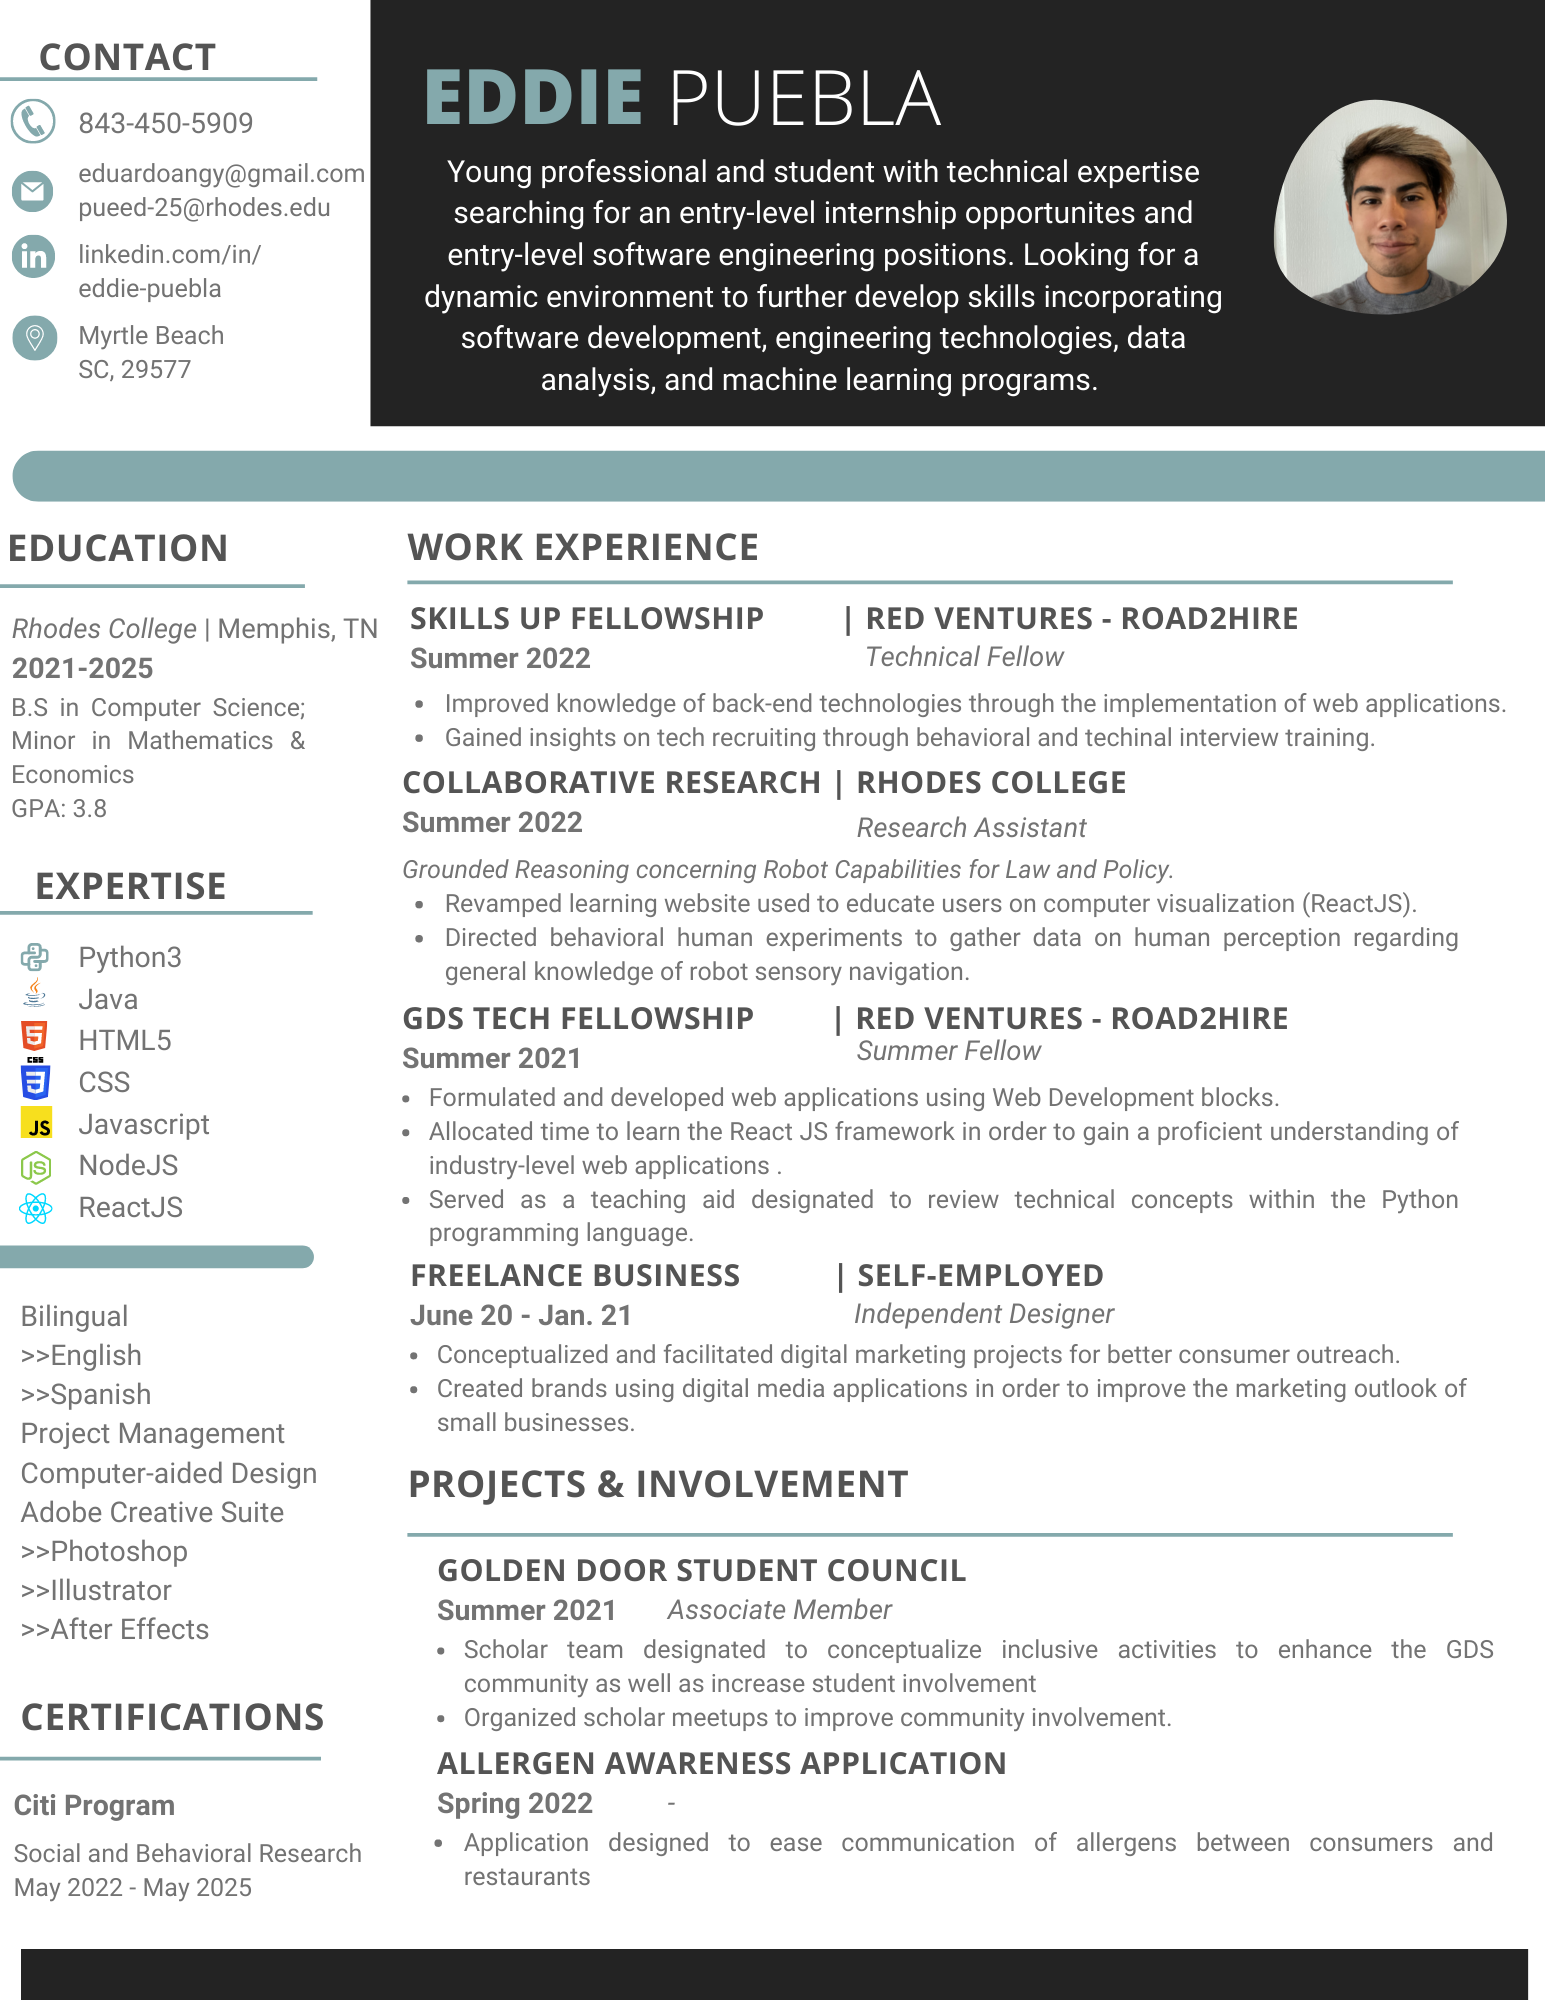 CONTACT
843-450-5909
eduardoangy@gmail.com
pueed-25@rhodes.edu
in
linkedin.com/in/
eddie-puebla
Myrtle Beach
SC, 29577
EDDIE PUEBLA
Young professional and student with technical expertise
searching for an entry-level internship opportunites and
entry-level software engineering positions. Looking for a
dynamic environment to further develop skills incorporating
software development, engineering technologies, data
analysis, and machine learning programs.
EDUCATION
Rhodes College | Memphis, TN
2021-2025
B.S in Computer Science;
Minor in Mathematics &
Economics
GPA: 3.8
EXPERTISE
Python3
Java
5 HTML5
CSS
3 CSS
JS Javascript
JS NodeJS
ReactJS
Bilingual
>>English
>>Spanish
Project Management
Computer-aided Design
Adobe Creative Suite
>>Photoshop
>>Illustrator
>>After Effects
CERTIFICATIONS
Citi Program
Social and Behavioral Research
May 2022 - May 2025
WORK EXPERIENCE
SKILLS UP FELLOWSHIP | RED VENTURES - ROAD2HIRE
Summer 2022 Technical Fellow
• Improved knowledge of back-end technologies through the implementation of web applications.
• Gained insights on tech recruiting through behavioral and techinal interview training.
COLLABORATIVE RESEARCH | RHODES COLLEGE
Summer 2022 Research Assistant
Grounded Reasoning concerning Robot Capabilities for Law and Policy.
• Revamped learning website used to educate users on computer visualization (ReactJS).
• Directed behavioral human experiments to gather data on human perception regarding
general knowledge of robot sensory navigation.
GDS TECH FELLOWSHIP | RED VENTURES - ROAD2HIRE
Summer 2021 Summer Fellow
• Formulated and developed web applications using Web Development blocks.
• Allocated time to learn the React JS framework in order to gain a proficient understanding of
industry-level web applications .
• Served as a teaching aid designated to review technical concepts within the Python
programming language.
FREELANCE BUSINESS | SELF-EMPLOYED
June 20 - Jan. 21 Independent Designer
• Conceptualized and facilitated digital marketing projects for better consumer outreach.
• Created brands using digital media applications in order to improve the marketing outlook of
small businesses.
PROJECTS & INVOLVEMENT
GOLDEN DOOR STUDENT COUNCIL
Summer 2021 Associate Member
• Scholar team designated to conceptualize inclusive activities to enhance the GDS
community as well as increase student involvement
• Organized scholar meetups to improve community involvement.
ALLERGEN AWARENESS APPLICATION
Spring 2022 -
• Application designed to ease communication of allergens between consumers and
restaurants